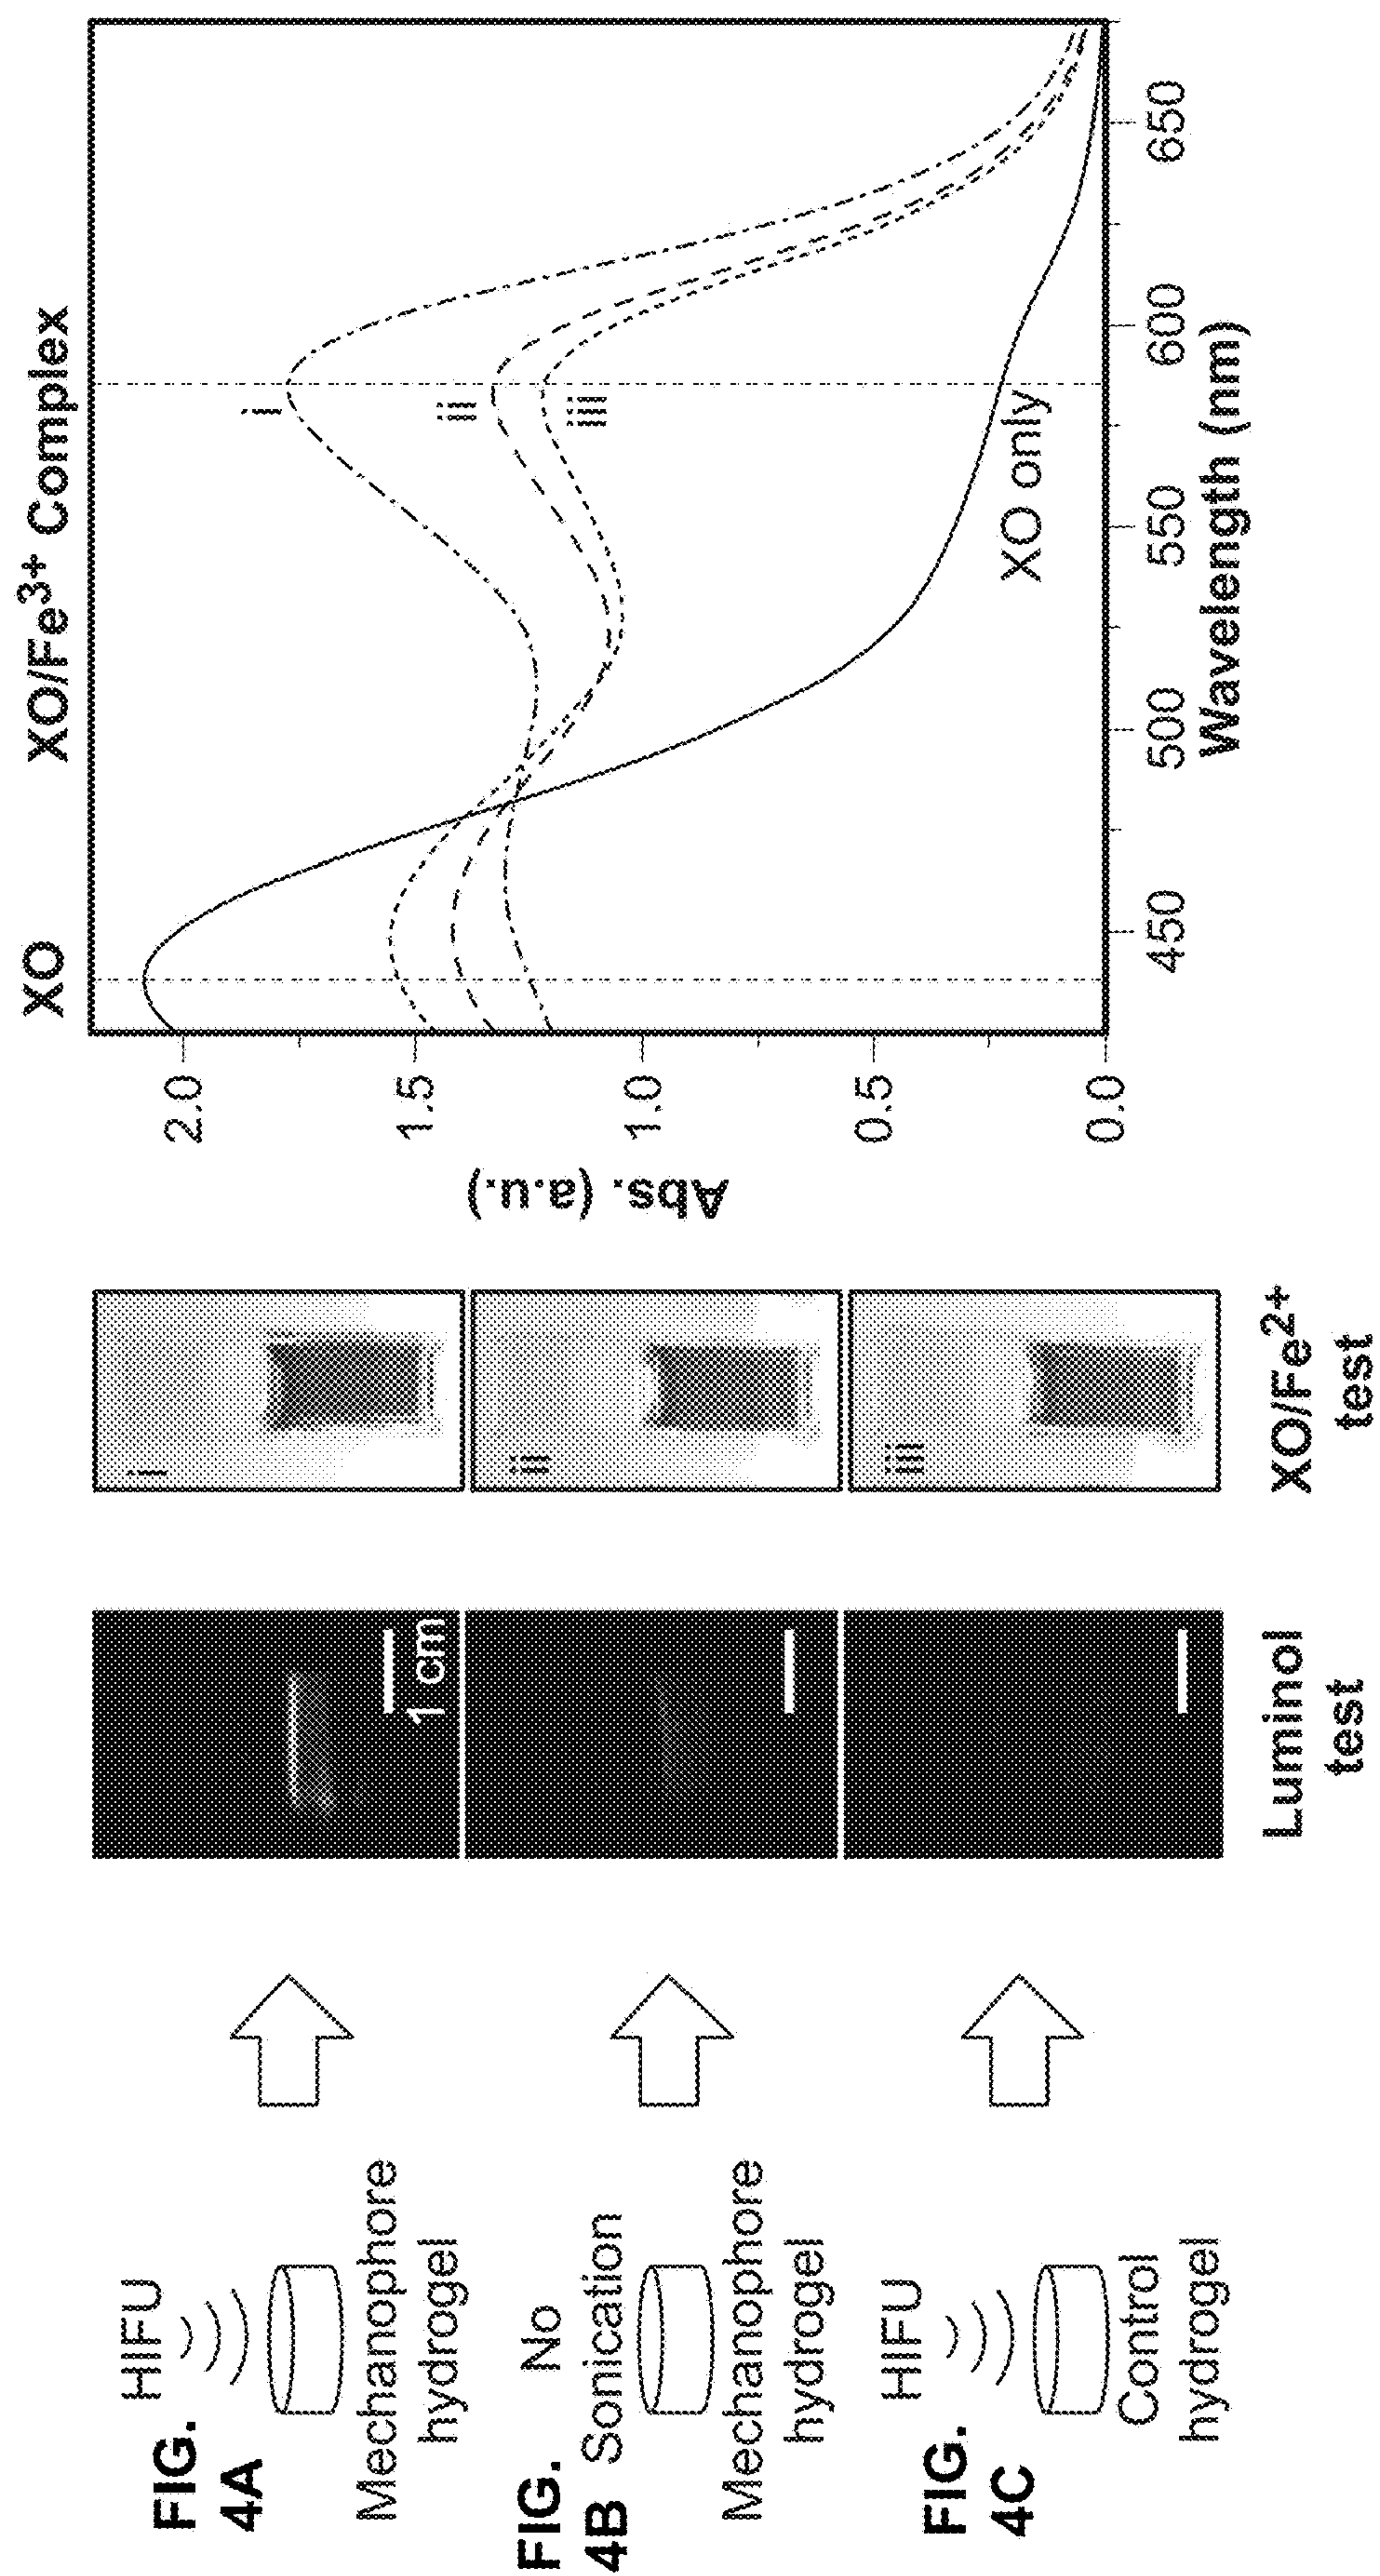 FIG.
4A
HIFU
Mechanophore
hydrogel
FIG.
4B
No
Sonication
Mechanophore
hydrogel
FIG.
4C
HIFU
Control
hydrogel
1 cm
Luminol
test
i
ii
iii
XO/Fe2+
test
XO
XO/Fe3+ Complex
Abs. (a.u.)
2.0
1.5
1.0
0.5
0.0
i
ii
iii
XO only
450
500
550
600
650
Wavelength (nm)